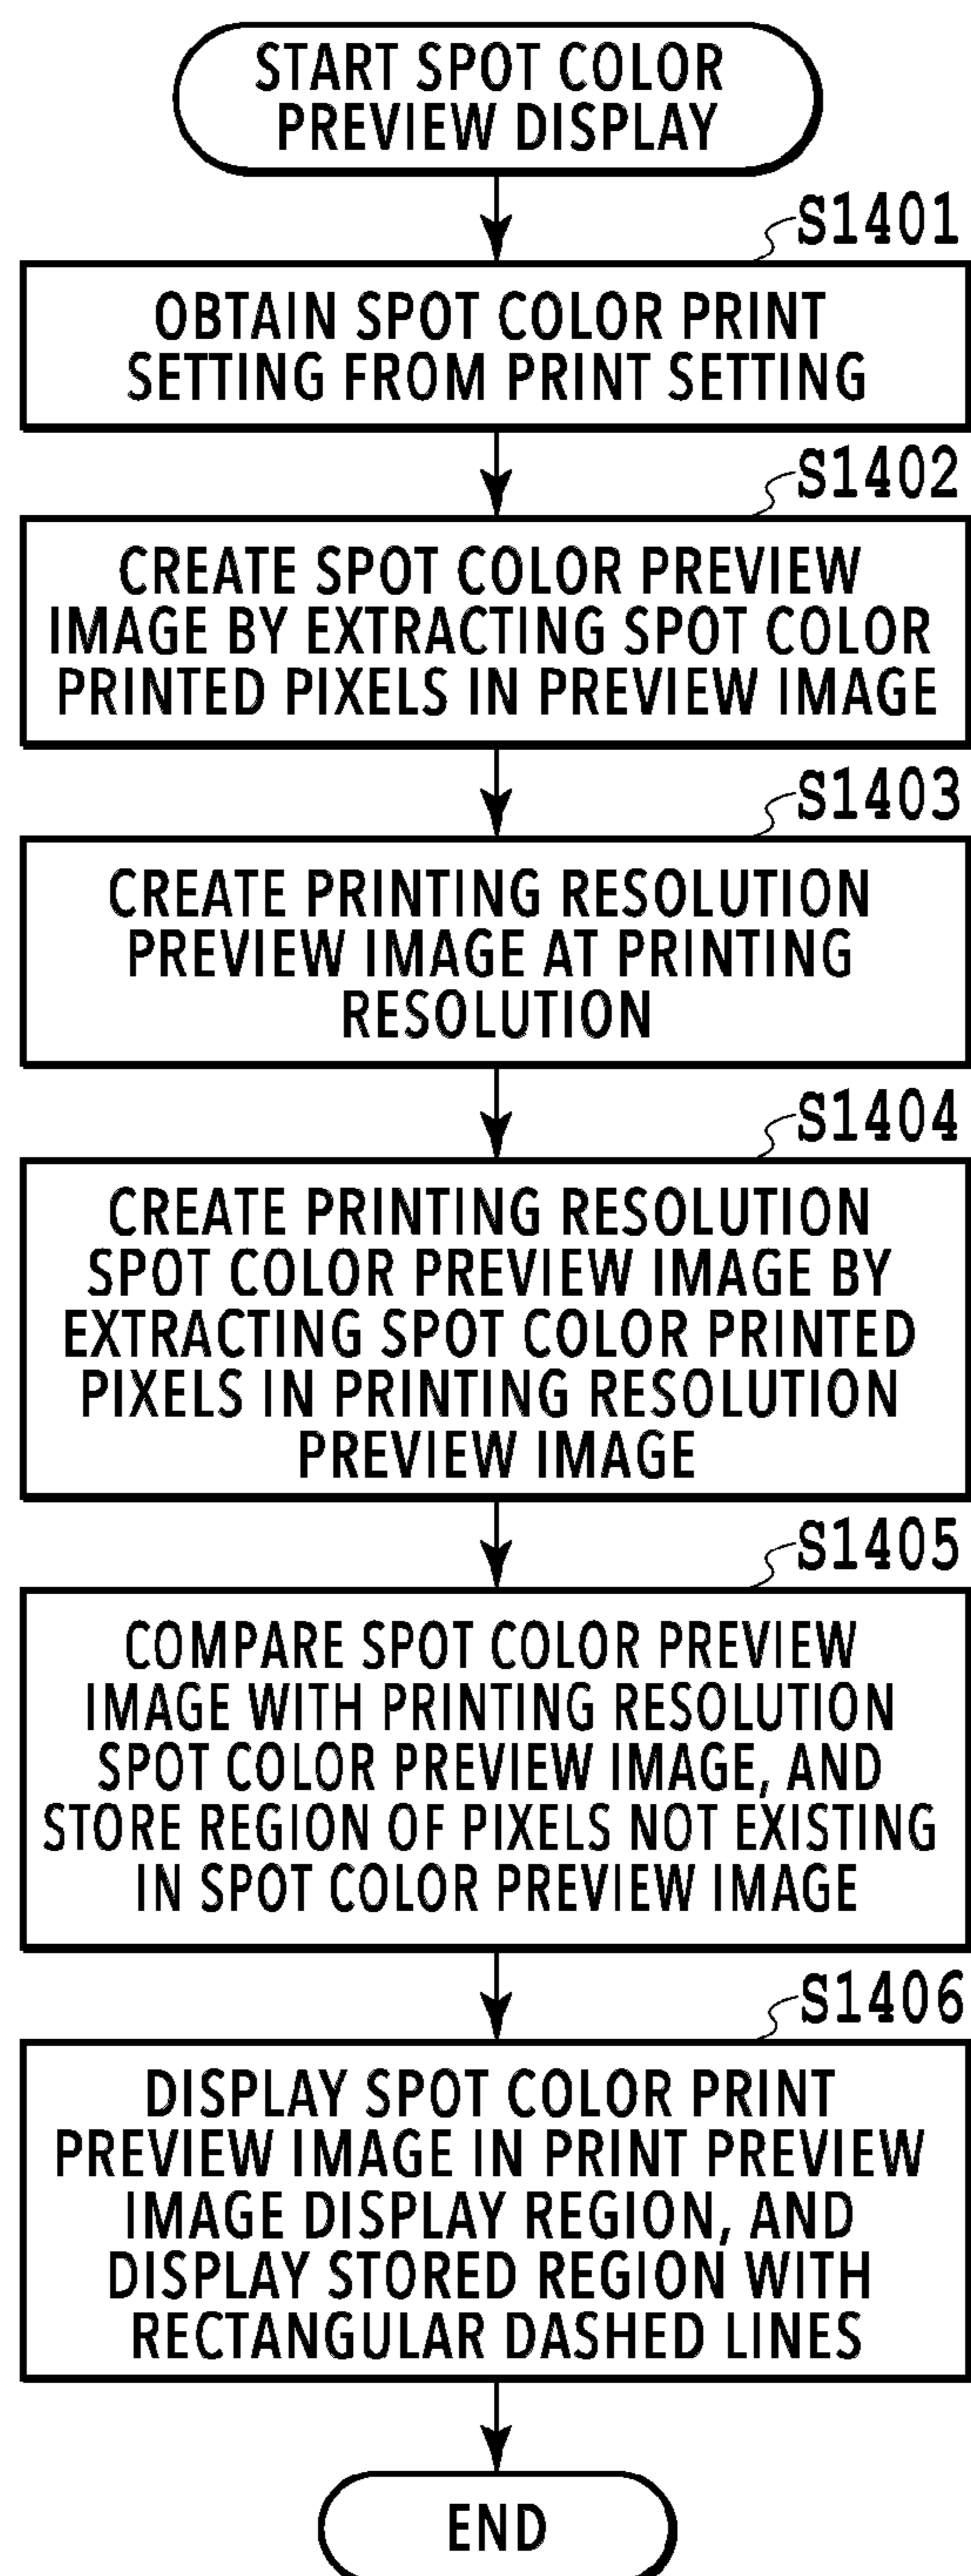 START SPOT COLOR
PREVIEW DISPLAY
S1401
OBTAIN SPOT COLOR PRINT
SETTING FROM PRINT SETTING
S1402
CREATE SPOT COLOR PREVIEW
IMAGE BY EXTRACTING SPOT COLOR
PRINTED PIXELS IN PREVIEW IMAGE
S1403
CREATE PRINTING RESOLUTION
PREVIEW IMAGE AT PRINTING
RESOLUTION
S1404
CREATE PRINTING RESOLUTION
SPOT COLOR PREVIEW IMAGE BY
EXTRACTING SPOT COLOR PRINTED
PIXELS IN PRINTING RESOLUTION
PREVIEW IMAGE
S1405
COMPARE SPOT COLOR PREVIEW
IMAGE WITH PRINTING RESOLUTION
SPOT COLOR PREVIEW IMAGE, AND
STORE REGION OF PIXELS NOT EXISTING
IN SPOT COLOR PREVIEW IMAGE
S1406
DISPLAY SPOT COLOR PRINT
PREVIEW IMAGE IN PRINT PREVIEW
IMAGE DISPLAY REGION, AND
DISPLAY STORED REGION WITH
RECTANGULAR DASHED LINES
END